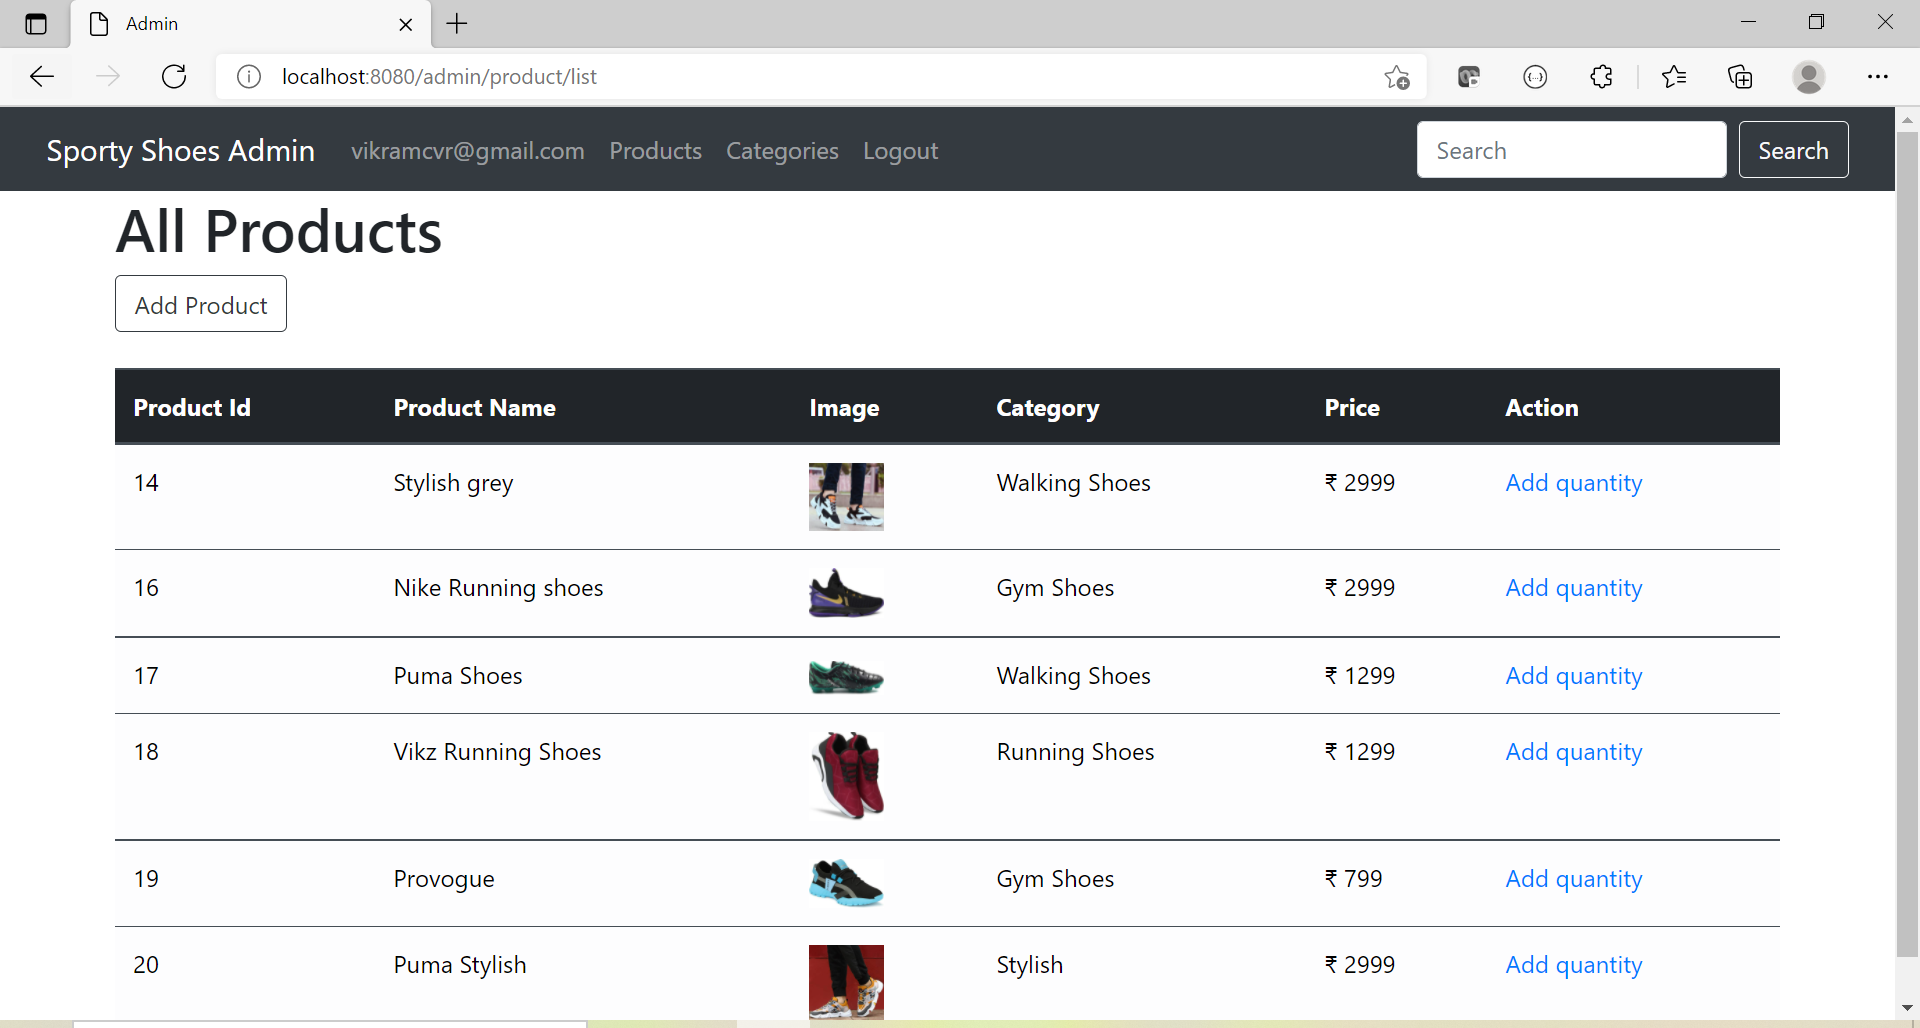 Admin
localhost:8080/admin/product/list
Sporty Shoes Admin vikramcvr@gmail.com Products Categories Logout Search Search
All Products
Add Product
Product Id Product Name Image Category Price Action
14 Stylish grey Walking Shoes ₹ 2999 Add quantity
16 Nike Running shoes Gym Shoes ₹ 2999 Add quantity
17 Puma Shoes Walking Shoes ₹ 1299 Add quantity
18 Vikz Running Shoes Running Shoes ₹ 1299 Add quantity
19 Provogue Gym Shoes ₹ 799 Add quantity
20 Puma Stylish Stylish ₹ 2999 Add quantity